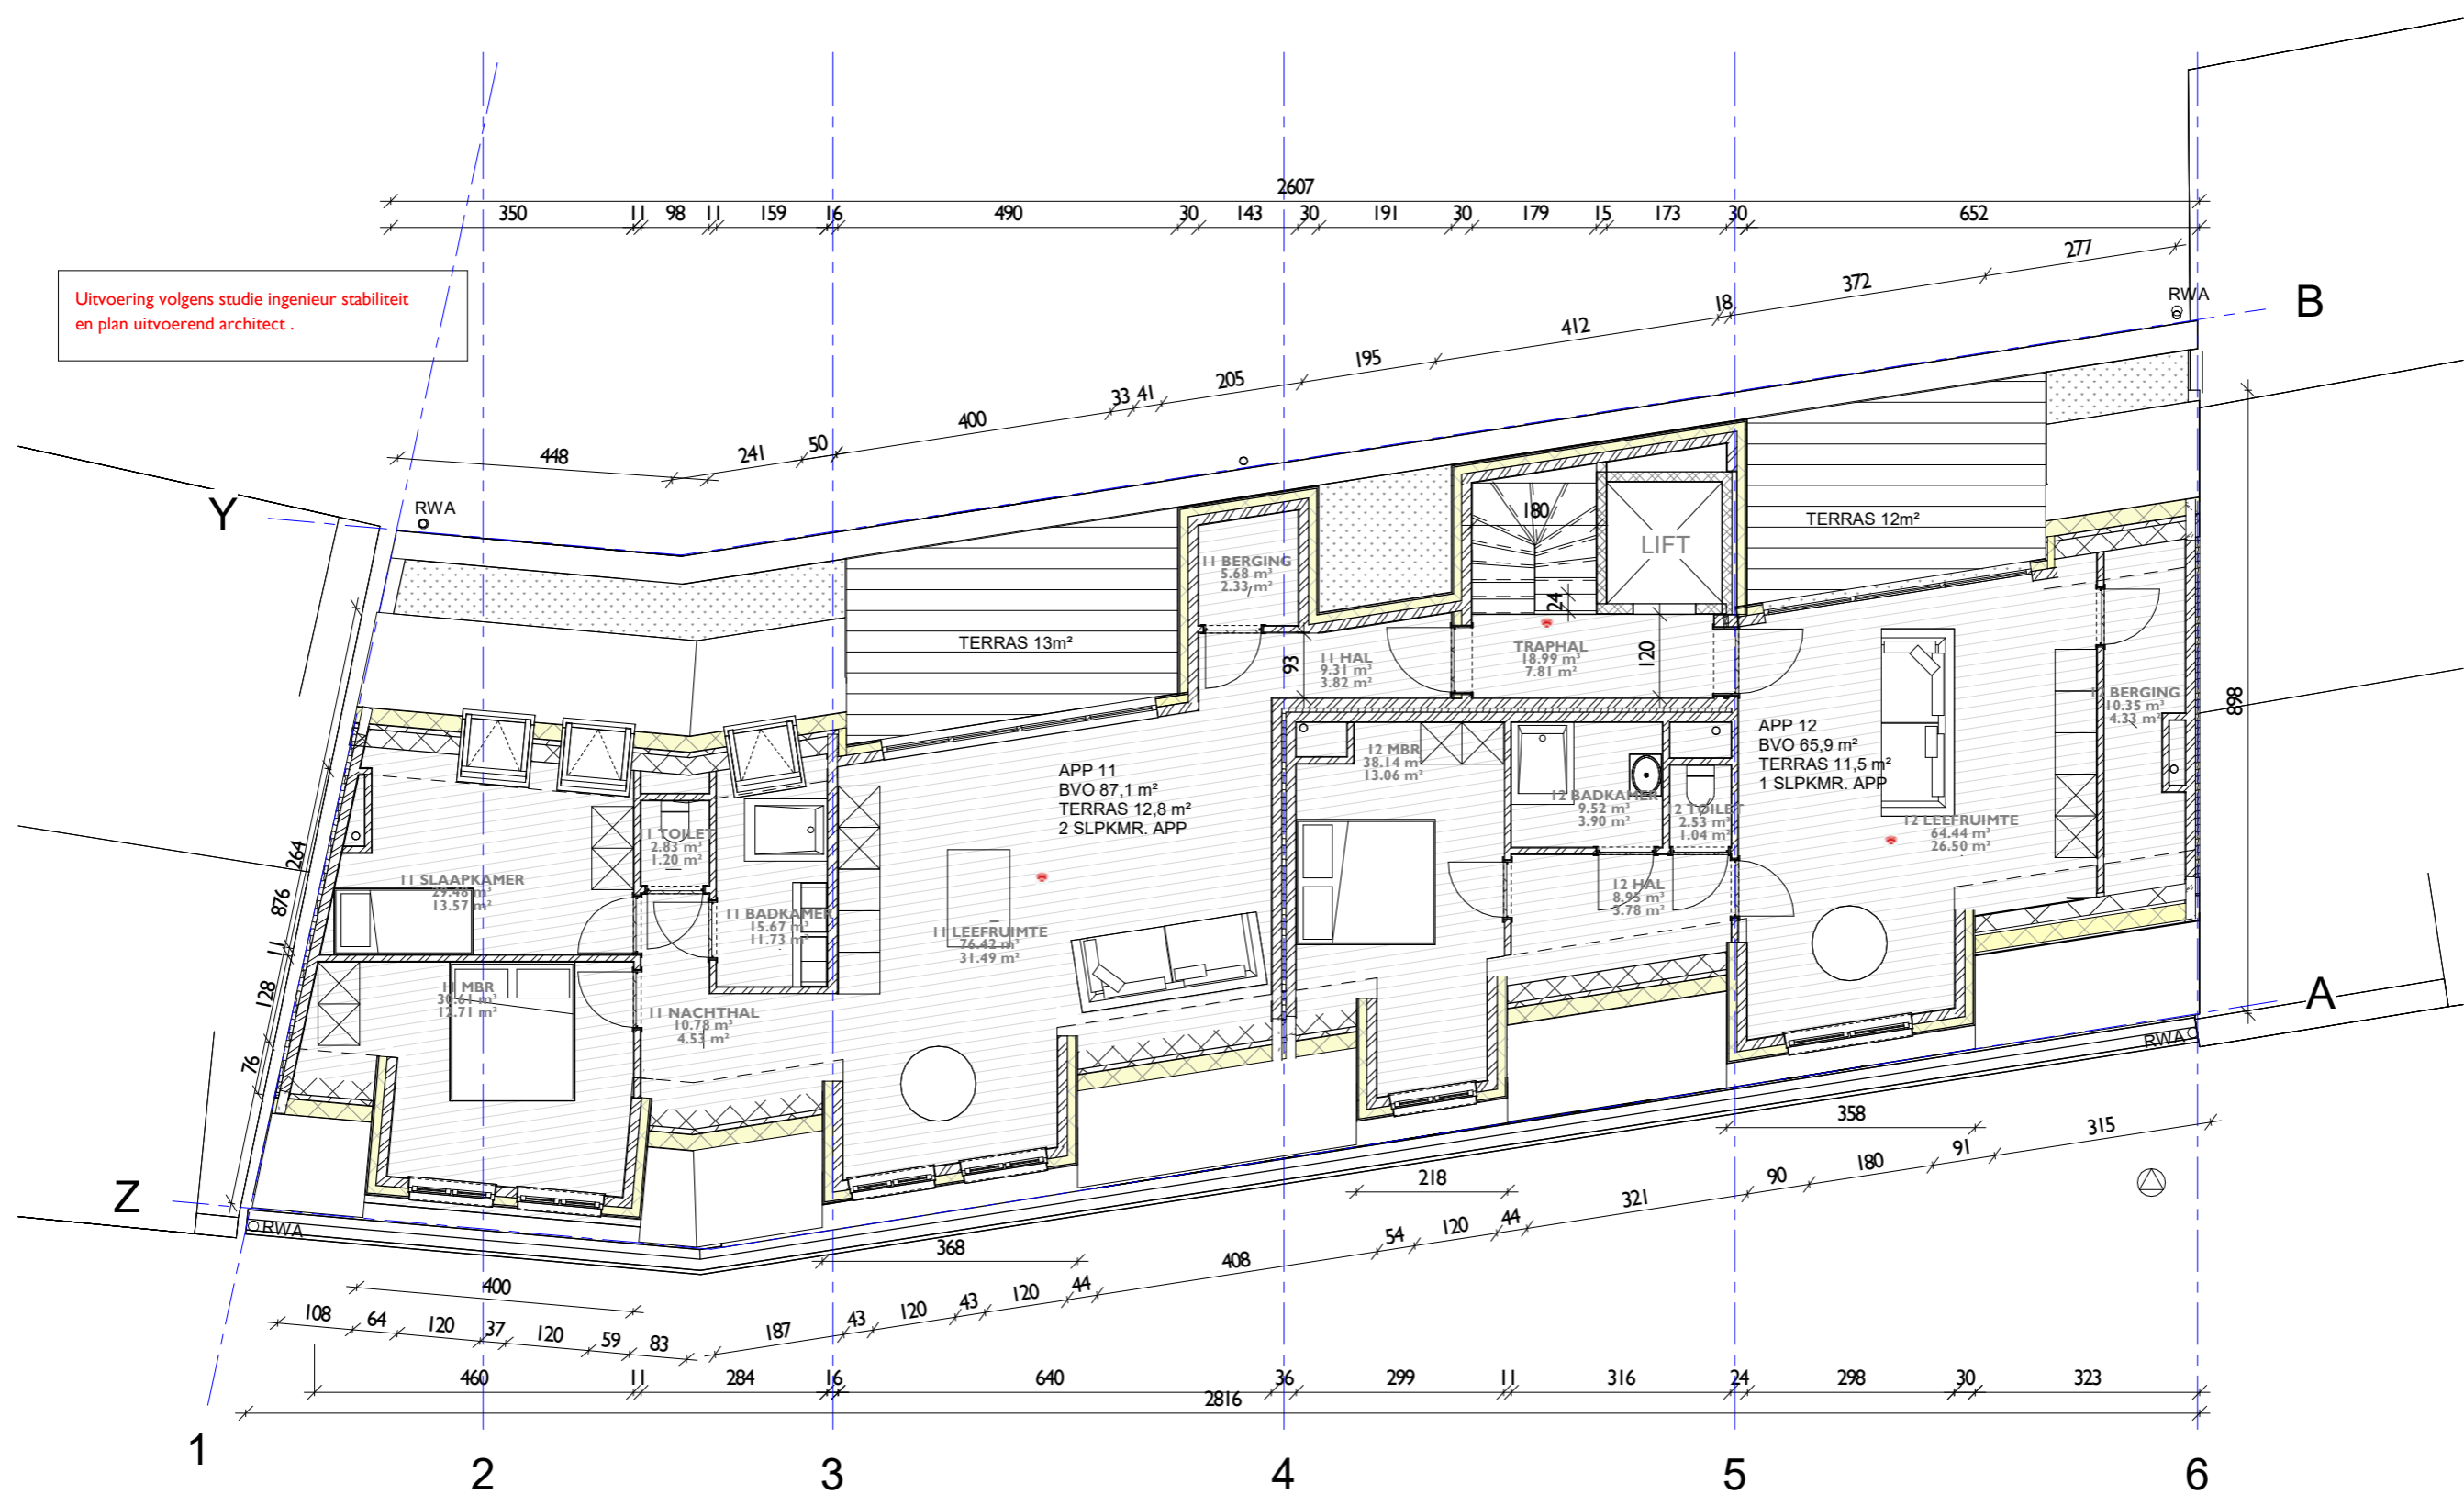 2607
350
11
98
11
159
16
490
30
143
30
191
30
179
15
173
30
652
277
372
18
412
195
205
33
41
400
50
241
448
RWA
B
Uitvoering volgens studie ingenieur stabiliteit
en plan uitvoerend architect .
Y
RWA
TERRAS 12m²
180
LIFT
24
11 BERGING
5.68 m³
2.33 m²
TERRAS 13m²
93
11 HAL
9.31 m³
3.82 m²
TRAPHAL
18.99 m³
7.81 m²
120
12 BERGING
10.35 m³
4.33 m²
898
APP 11
BVO 87,1 m²
TERRAS 12,8 m²
2 SLPKMR. APP
12 MBR
38.14 m³
13.06 m²
APP 12
BVO 65,9 m²
TERRAS 11,5 m²
1 SLPKMR. APP
12 BADKAMER
9.52 m³
3.90 m²
12 TOILET
2.53 m³
1.04 m²
12 LEEFRUIMTE
64.44 m³
26.50 m²
11 TOILET
2.83 m³
1.20 m²
264
876
11
128
76
11 SLAAPKAMER
29.48 m³
13.57 m²
11 BADKAMER
15.67 m³
11.73 m²
11 LEEFRUIMTE
76.42 m³
31.49 m²
12 HAL
8.95 m³
3.78 m²
11 MBR
30.61 m³
12.71 m²
11 NACHTHAL
10.78 m³
4.53 m²
A
RWA
Z
RWA
358
315
91
180
90
218
321
44
120
54
368
408
44
120
43
120
43
187
400
108
64
120
37
120
59
83
460
11
284
16
640
36
299
11
316
24
298
30
323
2816
1
2
3
4
5
6